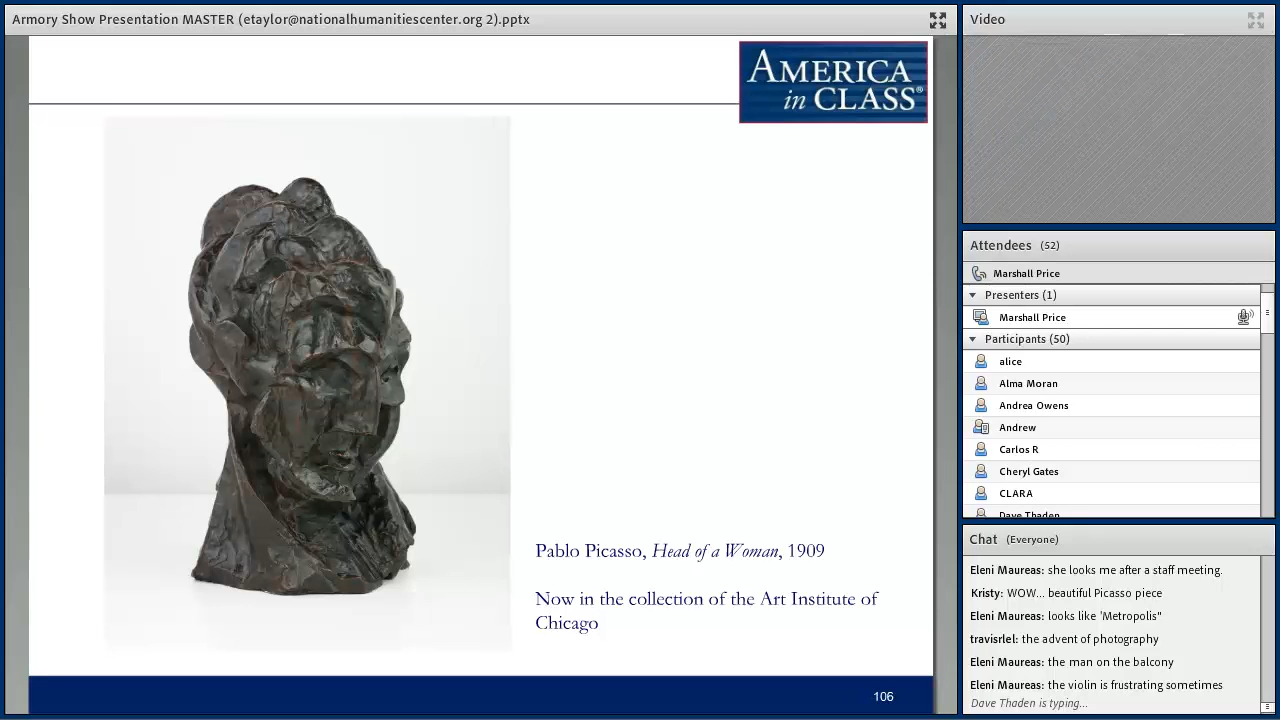 Armory Show Presentation MASTER (etaylor@nationalhumanitiescenter.org 2).pptx
AMERICA
in CLASS®
Pablo Picasso, Head of a Woman, 1909
Now in the collection of the Art Institute of
Chicago
106
Video
Attendees (52)
Marshall Price
Presenters (1)
Marshall Price
Participants (50)
alice
Alma Moran
Andrea Owens
Andrew
Carlos R
Cheryl Gates
CLARA
Dave Thaden
Chat (Everyone)
Eleni Maureas: she looks me after a staff meeting.
Kristy: WOW... beautiful Picasso piece
Eleni Maureas: looks like 'Metropolis"
travisrlel: the advent of photography
Eleni Maureas: the man on the balcony
Eleni Maureas: the violin is frustrating sometimes
Dave Thaden is typing...